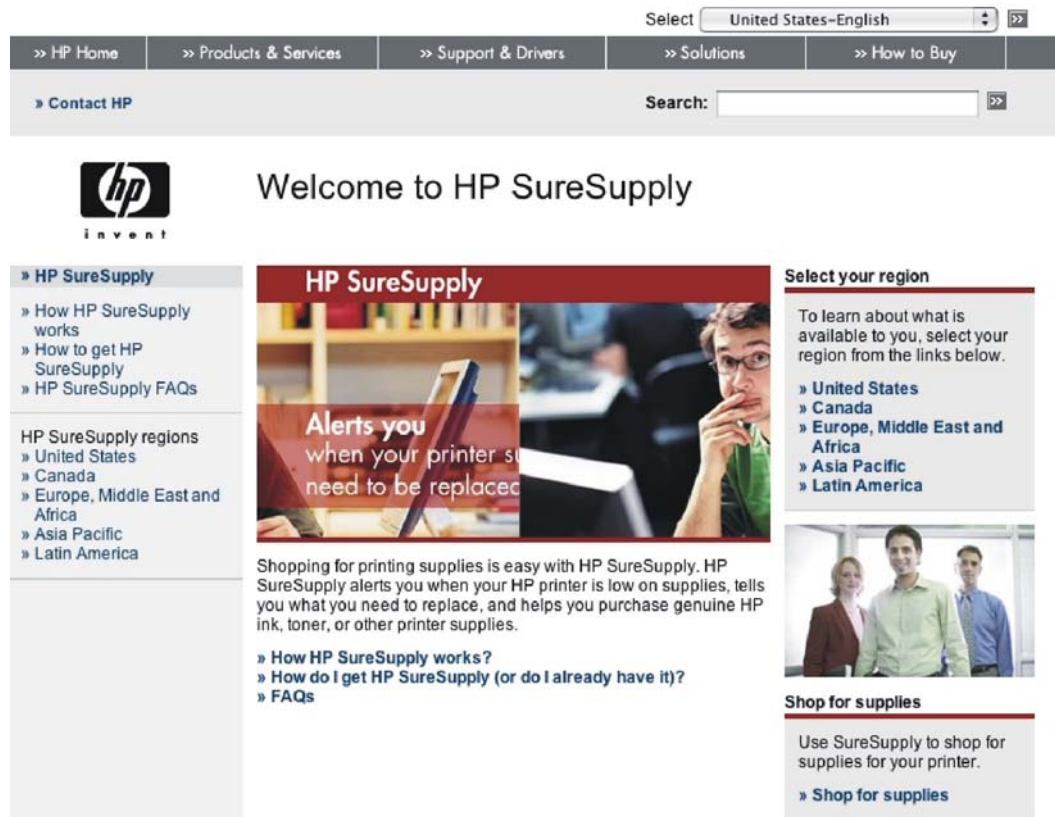 Select United States-English
» HP Home » Products & Services » Support & Drivers » Solutions » How to Buy
» Contact HP
Search:
hp
invent
Welcome to HP SureSupply
» HP SureSupply
» How HP SureSupply
works
» How to get HP
SureSupply
» HP SureSupply FAQs
HP SureSupply regions
» United States
» Canada
» Europe, Middle East and
Africa
» Asia Pacific
» Latin America
HP SureSupply
Alerts you
when your printer su
need to be replaced
Shopping for printing supplies is easy with HP SureSupply. HP
SureSupply alerts you when your HP printer is low on supplies, tells
you what you need to replace, and helps you purchase genuine HP
ink, toner, or other printer supplies.
» How HP SureSupply works?
» How do I get HP SureSupply (or do I already have it)?
» FAQs
Select your region
To learn about what is
available to you, select your
region from the links below.
» United States
» Canada
» Europe, Middle East and
Africa
» Asia Pacific
» Latin America
Shop for supplies
Use SureSupply to shop for
supplies for your printer.
» Shop for supplies